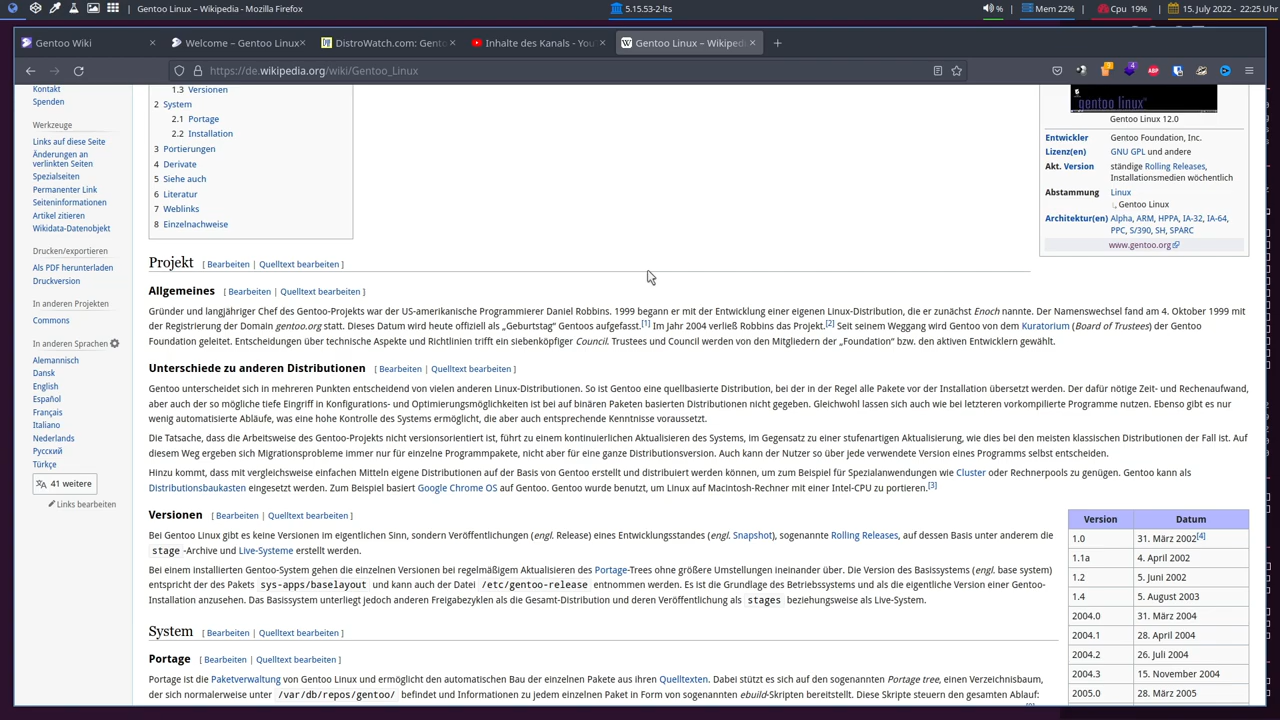 Gentoo Linux – Wikipedia - Mozilla Firefox
5.15.53-2-lts
%
Mem 22%
Cpu 19%
15. July 2022 - 22:25 Uhr
Gentoo Wiki
Welcome – Gentoo Linux
DistroWatch.com: Gento
Inhalte des Kanals - You
Gentoo Linux – Wikipedi
https://de.wikipedia.org/wiki/Gentoo_Linux
Kontakt
Spenden
Werkzeuge
Links auf diese Seite
Änderungen an
verlinkten Seiten
Spezialseiten
Permanenter Link
Seiteninformationen
Artikel zitieren
Wikidata-Datenobjekt
Drucken/exportieren
Als PDF herunterladen
Druckversion
In anderen Projekten
Commons
In anderen Sprachen
Alemannisch
Dansk
English
Español
Français
Italiano
Nederlands
Русский
Türkçe
41 weitere
Links bearbeiten
1.3 Versionen
2 System
2.1 Portage
2.2 Installation
3 Portierungen
4 Derivate
5 Siehe auch
6 Literatur
7 Weblinks
8 Einzelnachweise
gentoo linux
Gentoo Linux 12.0
Entwickler Gentoo Foundation, Inc.
Lizenz(en) GNU GPL und andere
Akt. Version ständige Rolling Releases,
Installationsmedien wöchentlich
Abstammung Linux
, Gentoo Linux
Architektur(en) Alpha, ARM, HPPA, IA-32, IA-64,
PPC, S/390, SH, SPARC
www.gentoo.org
Projekt [ Bearbeiten | Quelltext bearbeiten ]
Allgemeines [ Bearbeiten | Quelltext bearbeiten ]
Gründer und langjähriger Chef des Gentoo-Projekts war der US-amerikanische Programmierer Daniel Robbins. 1999 begann er mit der Entwicklung einer eigenen Linux-Distribution, die er zunächst Enoch nannte. Der Namenswechsel fand am 4. Oktober 1999 mit
der Registrierung der Domain gentoo.org statt. Dieses Datum wird heute offiziell als „Geburtstag“ Gentoos aufgefasst.[1] Im Jahr 2004 verließ Robbins das Projekt.[2] Seit seinem Weggang wird Gentoo von dem Kuratorium (Board of Trustees) der Gentoo
Foundation geleitet. Entscheidungen über technische Aspekte und Richtlinien trifft ein siebenköpfiger Council. Trustees und Council werden von den Mitgliedern der „Foundation“ bzw. den aktiven Entwicklern gewählt.
Unterschiede zu anderen Distributionen [ Bearbeiten | Quelltext bearbeiten ]
Gentoo unterscheidet sich in mehreren Punkten entscheidend von vielen anderen Linux-Distributionen. So ist Gentoo eine quellbasierte Distribution, bei der in der Regel alle Pakete vor der Installation übersetzt werden. Der dafür nötige Zeit- und Rechenaufwand,
aber auch der so mögliche tiefe Eingriff in Konfigurations- und Optimierungsmöglichkeiten ist bei auf binären Paketen basierten Distributionen nicht gegeben. Gleichwohl lassen sich auch wie bei letzteren vorkompilierte Programme nutzen. Ebenso gibt es nur
wenig automatisierte Abläufe, was eine hohe Kontrolle des Systems ermöglicht, die aber auch entsprechende Kenntnisse voraussetzt.
Die Tatsache, dass die Arbeitsweise des Gentoo-Projekts nicht versionsorientiert ist, führt zu einem kontinuierlichen Aktualisieren des Systems, im Gegensatz zu einer stufenartigen Aktualisierung, wie dies bei den meisten klassischen Distributionen der Fall ist. Auf
diesem Weg ergeben sich Migrationsprobleme immer nur für einzelne Programmpakete, nicht aber für eine ganze Distributionsversion. Auch kann der Nutzer so über jede verwendete Version eines Programms selbst entscheiden.
Hinzu kommt, dass mit vergleichsweise einfachen Mitteln eigene Distributionen auf der Basis von Gentoo erstellt und distribuiert werden können, um zum Beispiel für Spezialanwendungen wie Cluster oder Rechnerpools zu genügen. Gentoo kann als
Distributionsbaukasten eingesetzt werden. Zum Beispiel basiert Google Chrome OS auf Gentoo. Gentoo wurde benutzt, um Linux auf Macintosh-Rechner mit einer Intel-CPU zu portieren.[3]
Versionen [ Bearbeiten | Quelltext bearbeiten ]
Bei Gentoo Linux gibt es keine Versionen im eigentlichen Sinn, sondern Veröffentlichungen (engl. Release) eines Entwicklungsstandes (engl. Snapshot), sogenannte Rolling Releases, auf dessen Basis unter anderem die
stage -Archive und Live-Systeme erstellt werden.
Bei einem installierten Gentoo-System gehen die einzelnen Versionen bei regelmäßigem Aktualisieren des Portage-Trees ohne größere Umstellungen ineinander über. Die Version des Basissystems (engl. base system)
entspricht der des Pakets sys-apps/baselayout und kann auch der Datei /etc/gentoo-release entnommen werden. Es ist die Grundlage des Betriebssystems und als die eigentliche Version einer Gentoo-
Installation anzusehen. Das Basissystem unterliegt jedoch anderen Freigabezyklen als die Gesamt-Distribution und deren Veröffentlichung als stages beziehungsweise als Live-System.
Version Datum
1.0 31. März 2002[4]
1.1a 4. April 2002
1.2 5. Juni 2002
1.4 5. August 2003
2004.0 31. März 2004
2004.1 28. April 2004
2004.2 26. Juli 2004
2004.3 15. November 2004
2005.0 28. März 2005
System [ Bearbeiten | Quelltext bearbeiten ]
Portage [ Bearbeiten | Quelltext bearbeiten ]
Portage ist die Paketverwaltung von Gentoo Linux und ermöglicht den automatischen Bau der einzelnen Pakete aus ihren Quelltexten. Dabei stützt es sich auf den sogenannten Portage tree, einen Verzeichnisbaum,
der sich normalerweise unter /var/db/repos/gentoo/ befindet und Informationen zu jedem einzelnen Paket in Form von sogenannten ebuild-Skripten bereitstellt. Diese Skripte steuern den gesamten Ablauf: